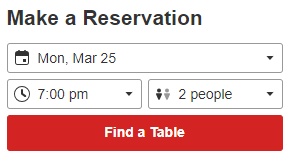 Make a Reservation
Mon, Mar 25
7:00 pm 2 people
Find a Table